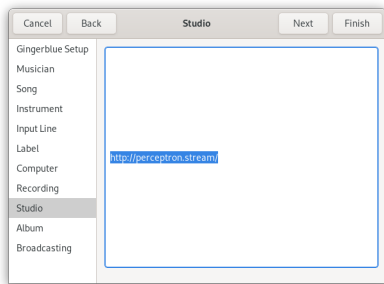 Cancel
Back
Studio
Next
Finish
Gingerblue Setup
Musician
Song
Instrument
Input Line
Label
Computer
Recording
Studio
Album
Broadcasting
http://perceptron.stream/